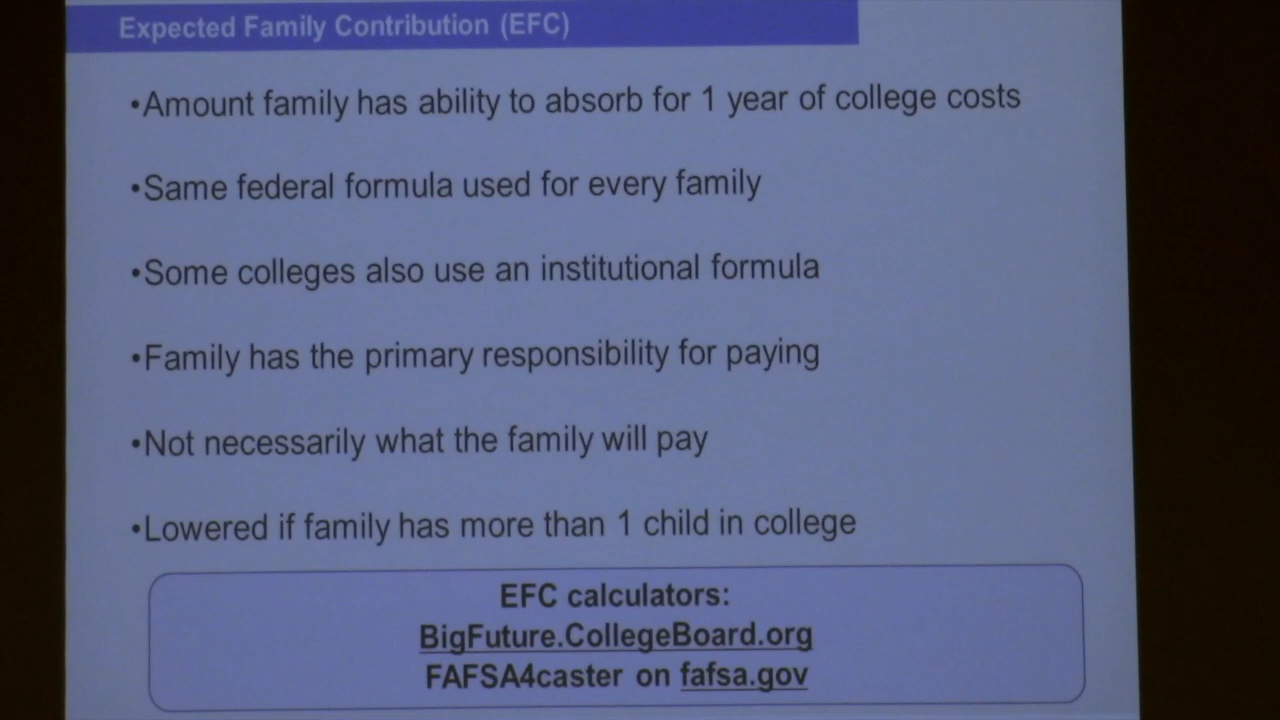 Expected Family Contribution (EFC)
•Amount family has ability to absorb for 1 year of college costs
•Same federal formula used for every family
•Some colleges also use an institutional formula
•Family has the primary responsibility for paying
•Not necessarily what the family will pay
•Lowered if family has more than 1 child in college
EFC calculators:
BigFuture.CollegeBoard.org
FAFSA4caster on fafsa.gov